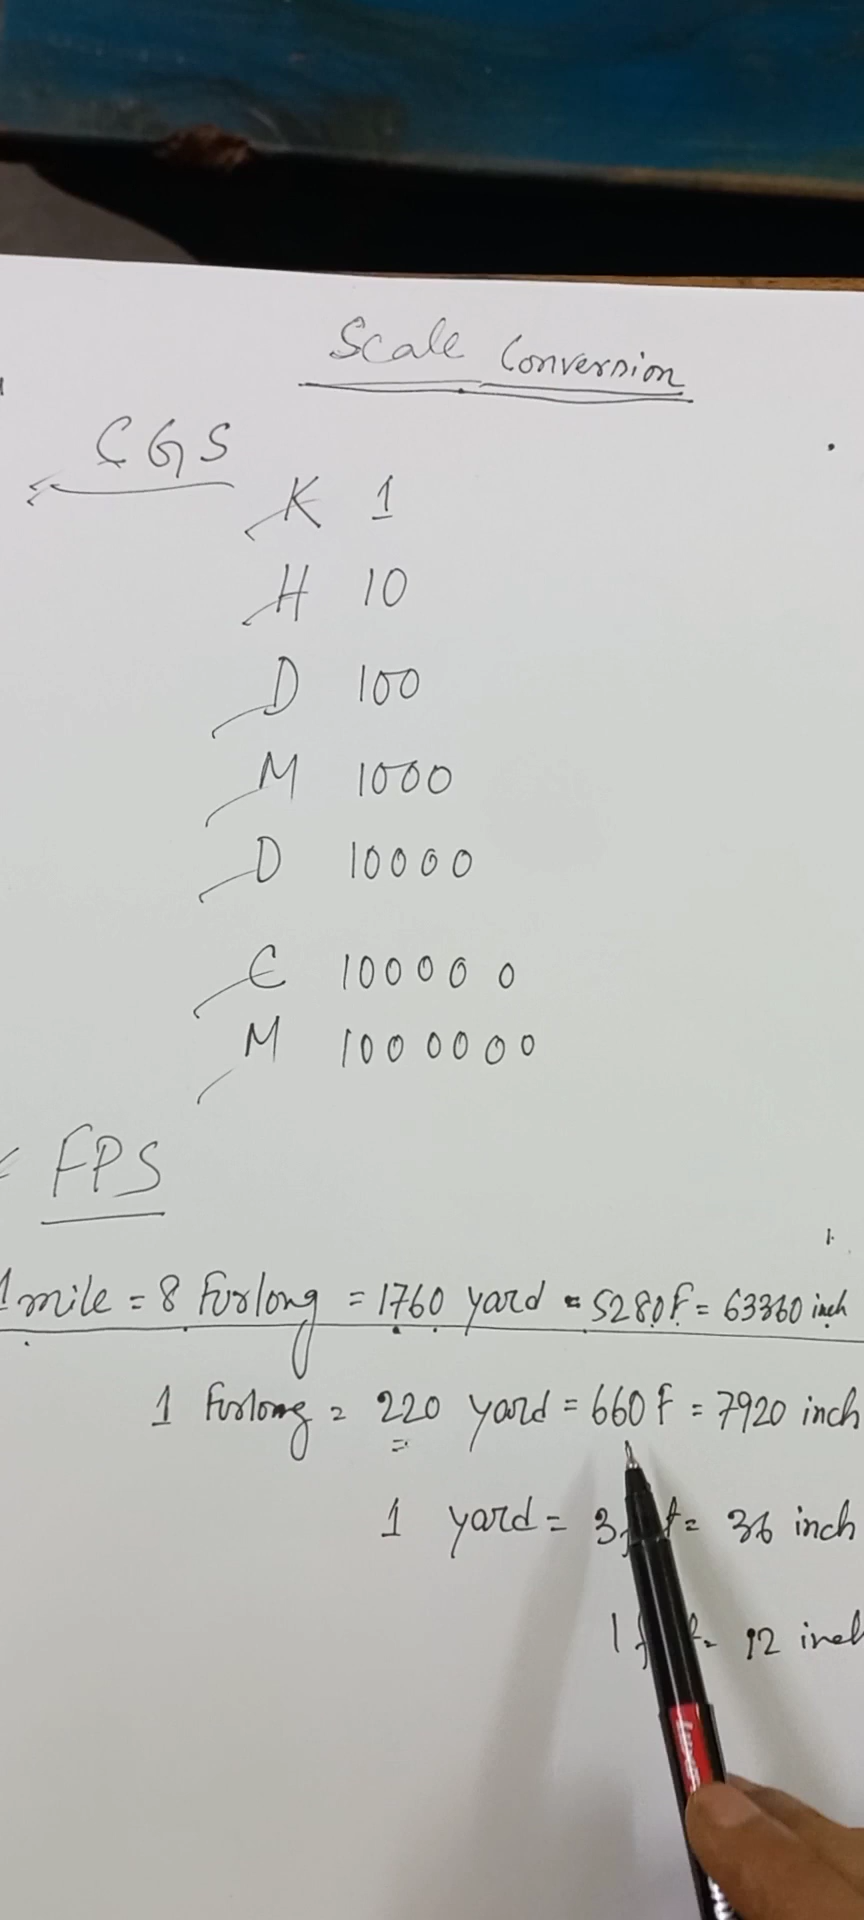 Scale Conversion
CGS
K 1
H 10
D 100
M 1000
D 10000
C 100000
M 1000000
FPS
1 mile = 8 Furlong = 1760 yard = 5280 F = 63360 inch
1 Furlong = 220 yard = 660 F = 7920 inch
1 yard = 3 = 36 inch
1 = 12 inch